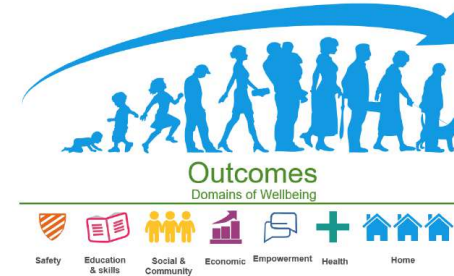 Outcomes
Domains of Wellbeing
Safety
Education
& skills
Social &
Community
Economic
Empowerment
Health
Home